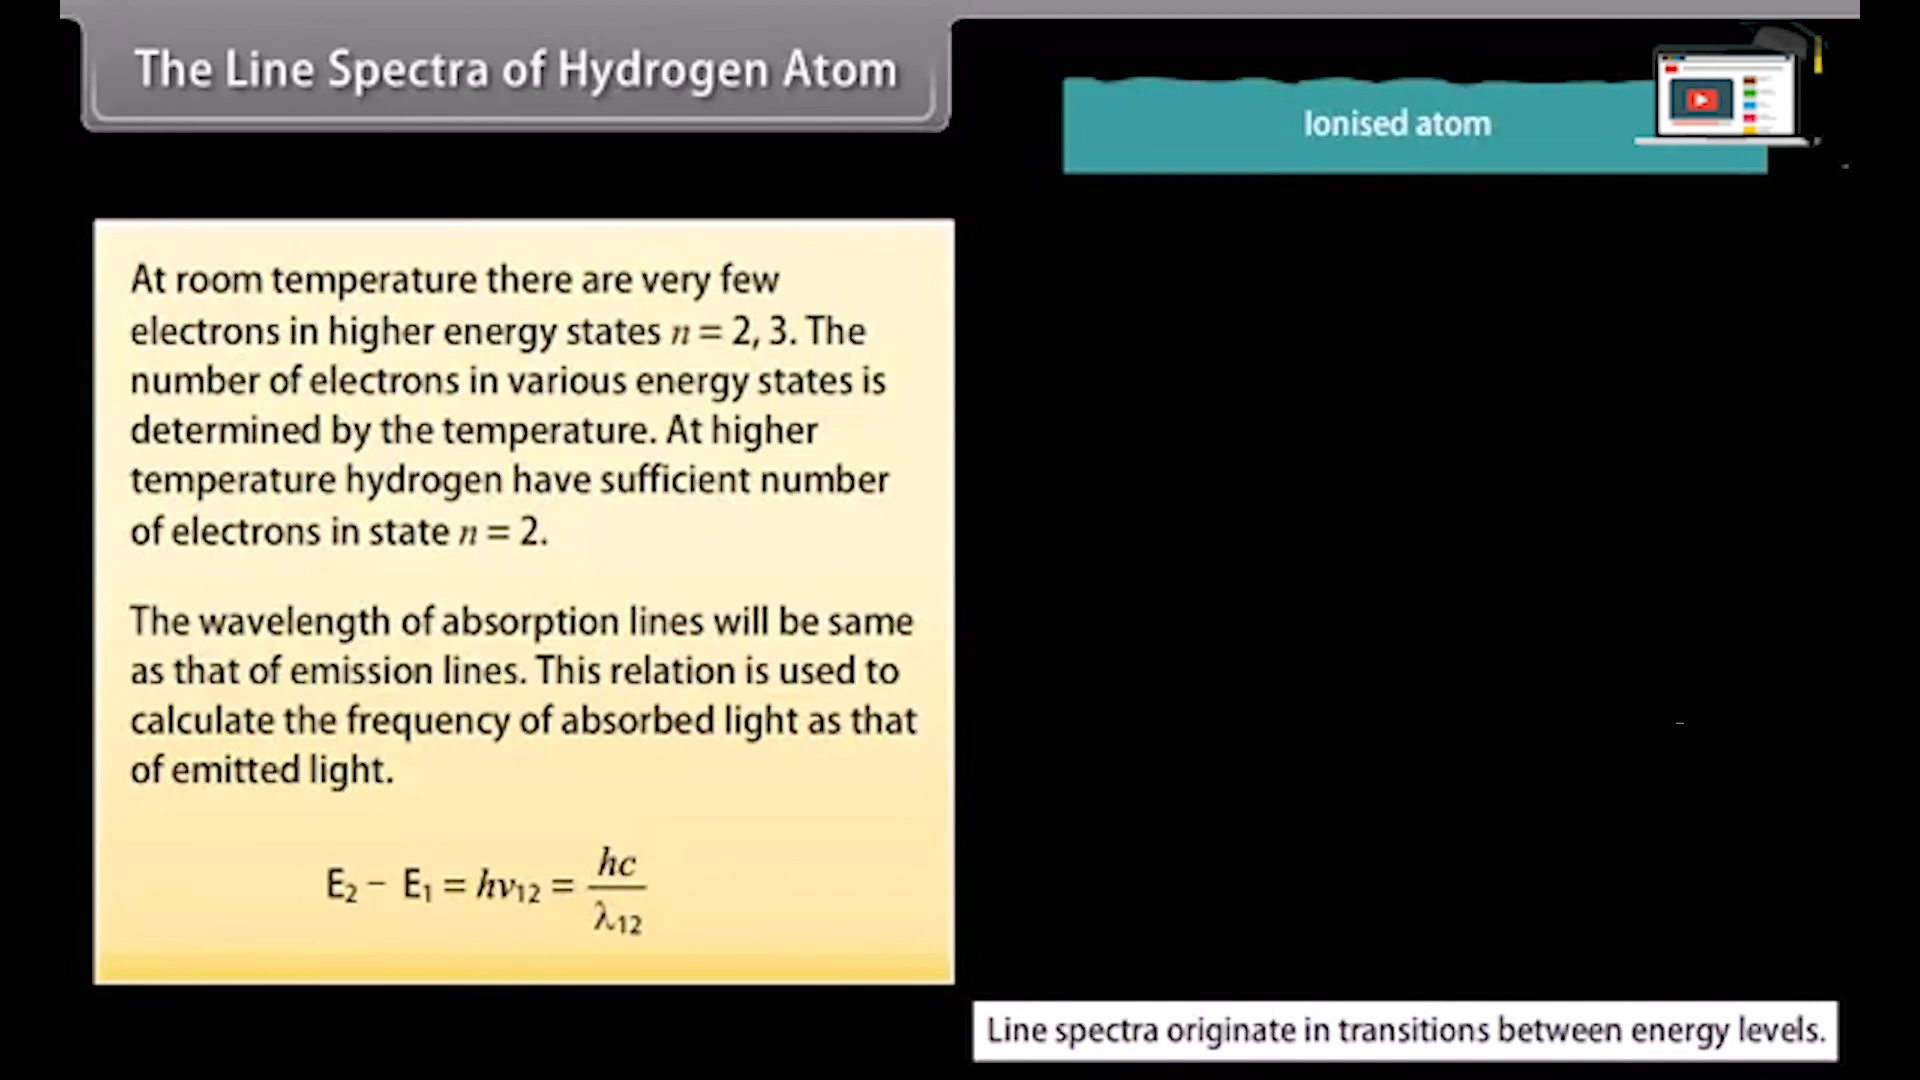 The Line Spectra of Hydrogen Atom
Ionised atom
At room temperature there are very few
electrons in higher energy states n = 2, 3. The
number of electrons in various energy states is
determined by the temperature. At higher
temperature hydrogen have sufficient number
of electrons in state n = 2.
The wavelength of absorption lines will be same
as that of emission lines. This relation is used to
calculate the frequency of absorbed light as that
of emitted light.
E₂ − E₁ = hν₁₂ = hc / λ₁₂
Line spectra originate in transitions between energy levels.